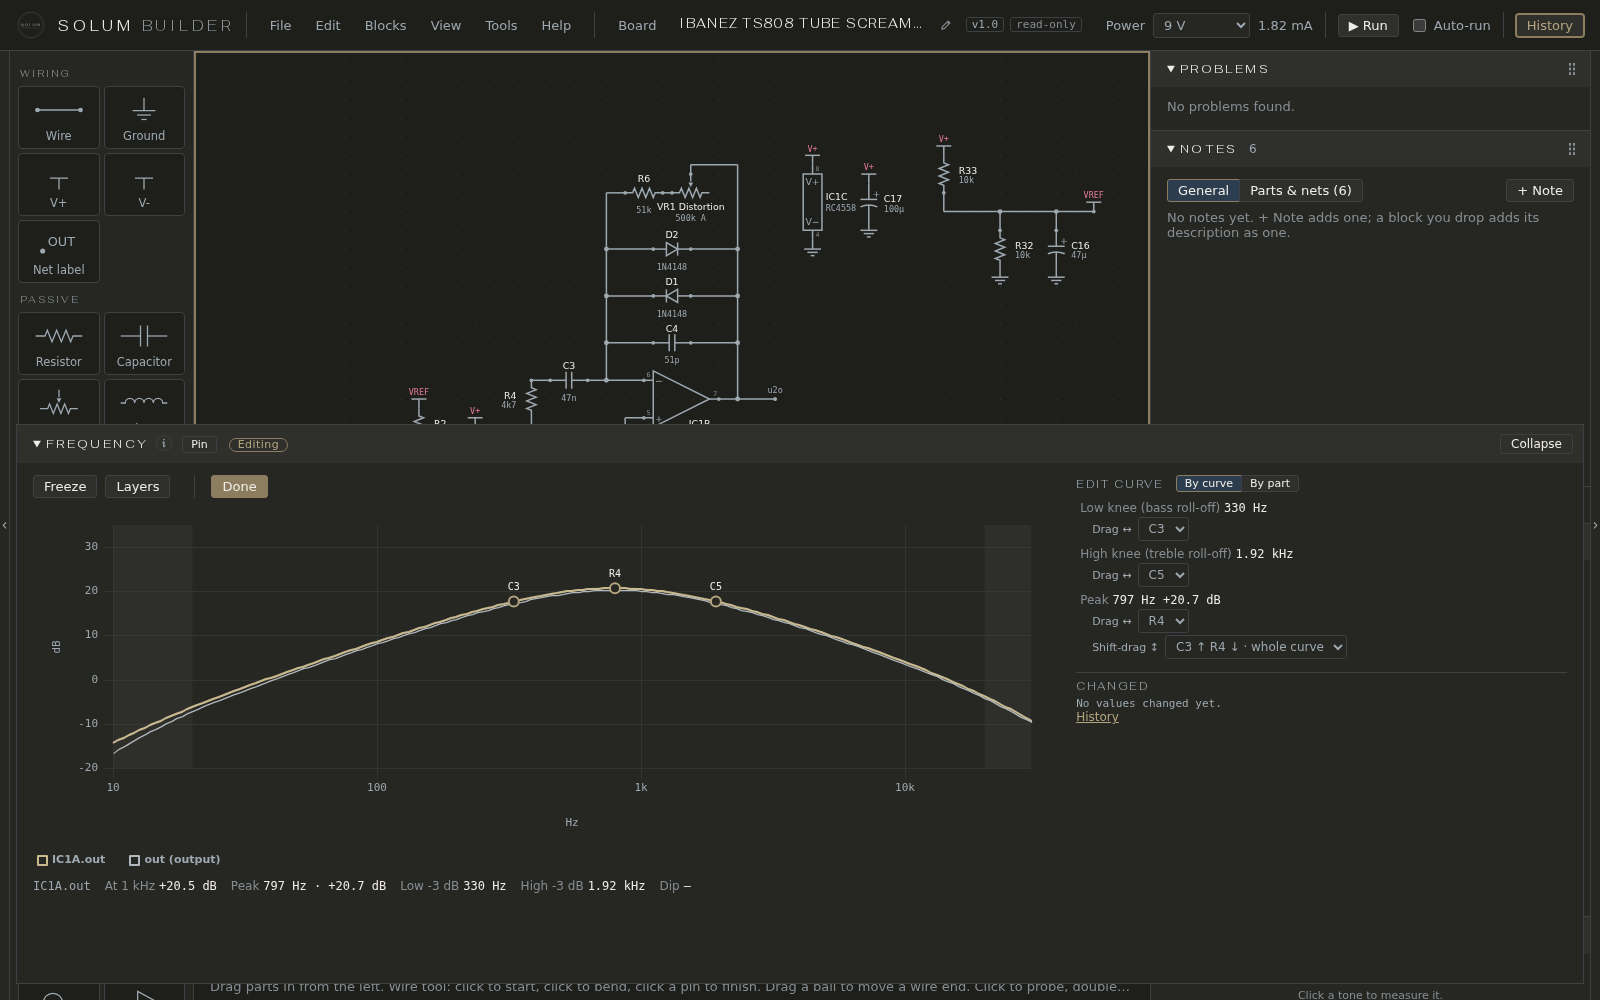 SOLUM BUILDER File Edit Blocks View Tools Help Board IBANEZ TS808 TUBE SCREAM... v1.0 read-only Power 9 V 1.82 mA ▶ Run Auto-run History
WIRING
Wire Ground
V+ V-
OUT
Net label
PASSIVE
Resistor Capacitor
V+
8
V+
V−
4
IC1C
RC4558
V+
+
C17
100µ
V+
R33
10k
VREF
R32
10k
+
C16
47µ
R6
51k
VR1 Distortion
500k A
D2
1N4148
D1
1N4148
C4
51p
C3
47n
R4
4k7
VREF
R2
V+
6
−
7
5
+
IC1B
u2o
▼ PROBLEMS
No problems found.
▼ NOTES 6
General Parts & nets (6) + Note
No notes yet. + Note adds one; a block you drop adds its
description as one.
‹
›
▼ FREQUENCY i Pin Editing Collapse
Freeze Layers Done
30
20
10
0
-10
-20
dB
C3 R4 C5
10 100 1k 10k
Hz
IC1A.out out (output)
IC1A.out At 1 kHz +20.5 dB Peak 797 Hz · +20.7 dB Low -3 dB 330 Hz High -3 dB 1.92 kHz Dip —
EDIT CURVE By curve By part
Low knee (bass roll-off) 330 Hz
Drag ↔ C3
High knee (treble roll-off) 1.92 kHz
Drag ↔ C5
Peak 797 Hz +20.7 dB
Drag ↔ R4
Shift-drag ↕ C3 ↑ R4 ↓ · whole curve
CHANGED
No values changed yet.
History
Drag parts in from the left. Wire tool: click to start, click to bend, click a pin to finish. Drag a ball to move a wire end. Click to probe, double...
Click a tone to measure it.